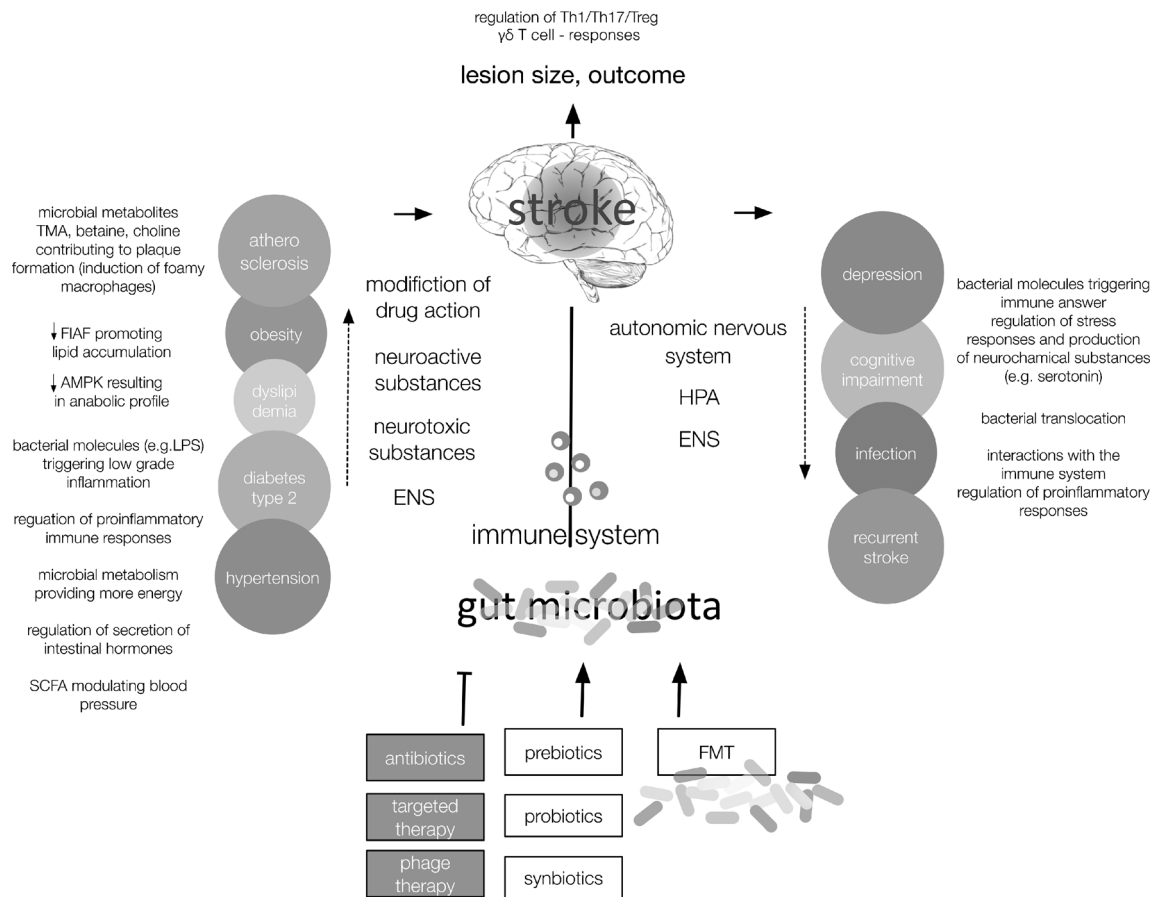 regulation of Th1/Th17/Treg
γδ T cell - responses
lesion size, outcome
stroke
microbial metabolites
TMA, betaine, choline
contributing to plaque
formation (induction of foamy
macrophages)
↓ FIAF promoting
lipid accumulation
↓ AMPK resulting
in anabolic profile
bacterial molecules (e.g.LPS)
triggering low grade
inflammation
reguation of proinflammatory
immune responses
microbial metabolism
providing more energy
regulation of secretion of
intestinal hormones
SCFA modulating blood
pressure
athero
sclerosis
obesity
dyslipi
demia
diabetes
type 2
hypertension
modifiction of
drug action
neuroactive
substances
neurotoxic
substances
ENS
autonomic nervous
system
HPA
ENS
depression
cognitive
impairment
infection
recurrent
stroke
bacterial molecules triggering
immune answer
regulation of stress
responses and production
of neurochamical substances
(e.g. serotonin)
bacterial translocation
interactions with the
immune system
regulation of proinflammatory
responses
immune system
gut microbiota
antibiotics
targeted
therapy
phage
therapy
prebiotics
probiotics
synbiotics
FMT